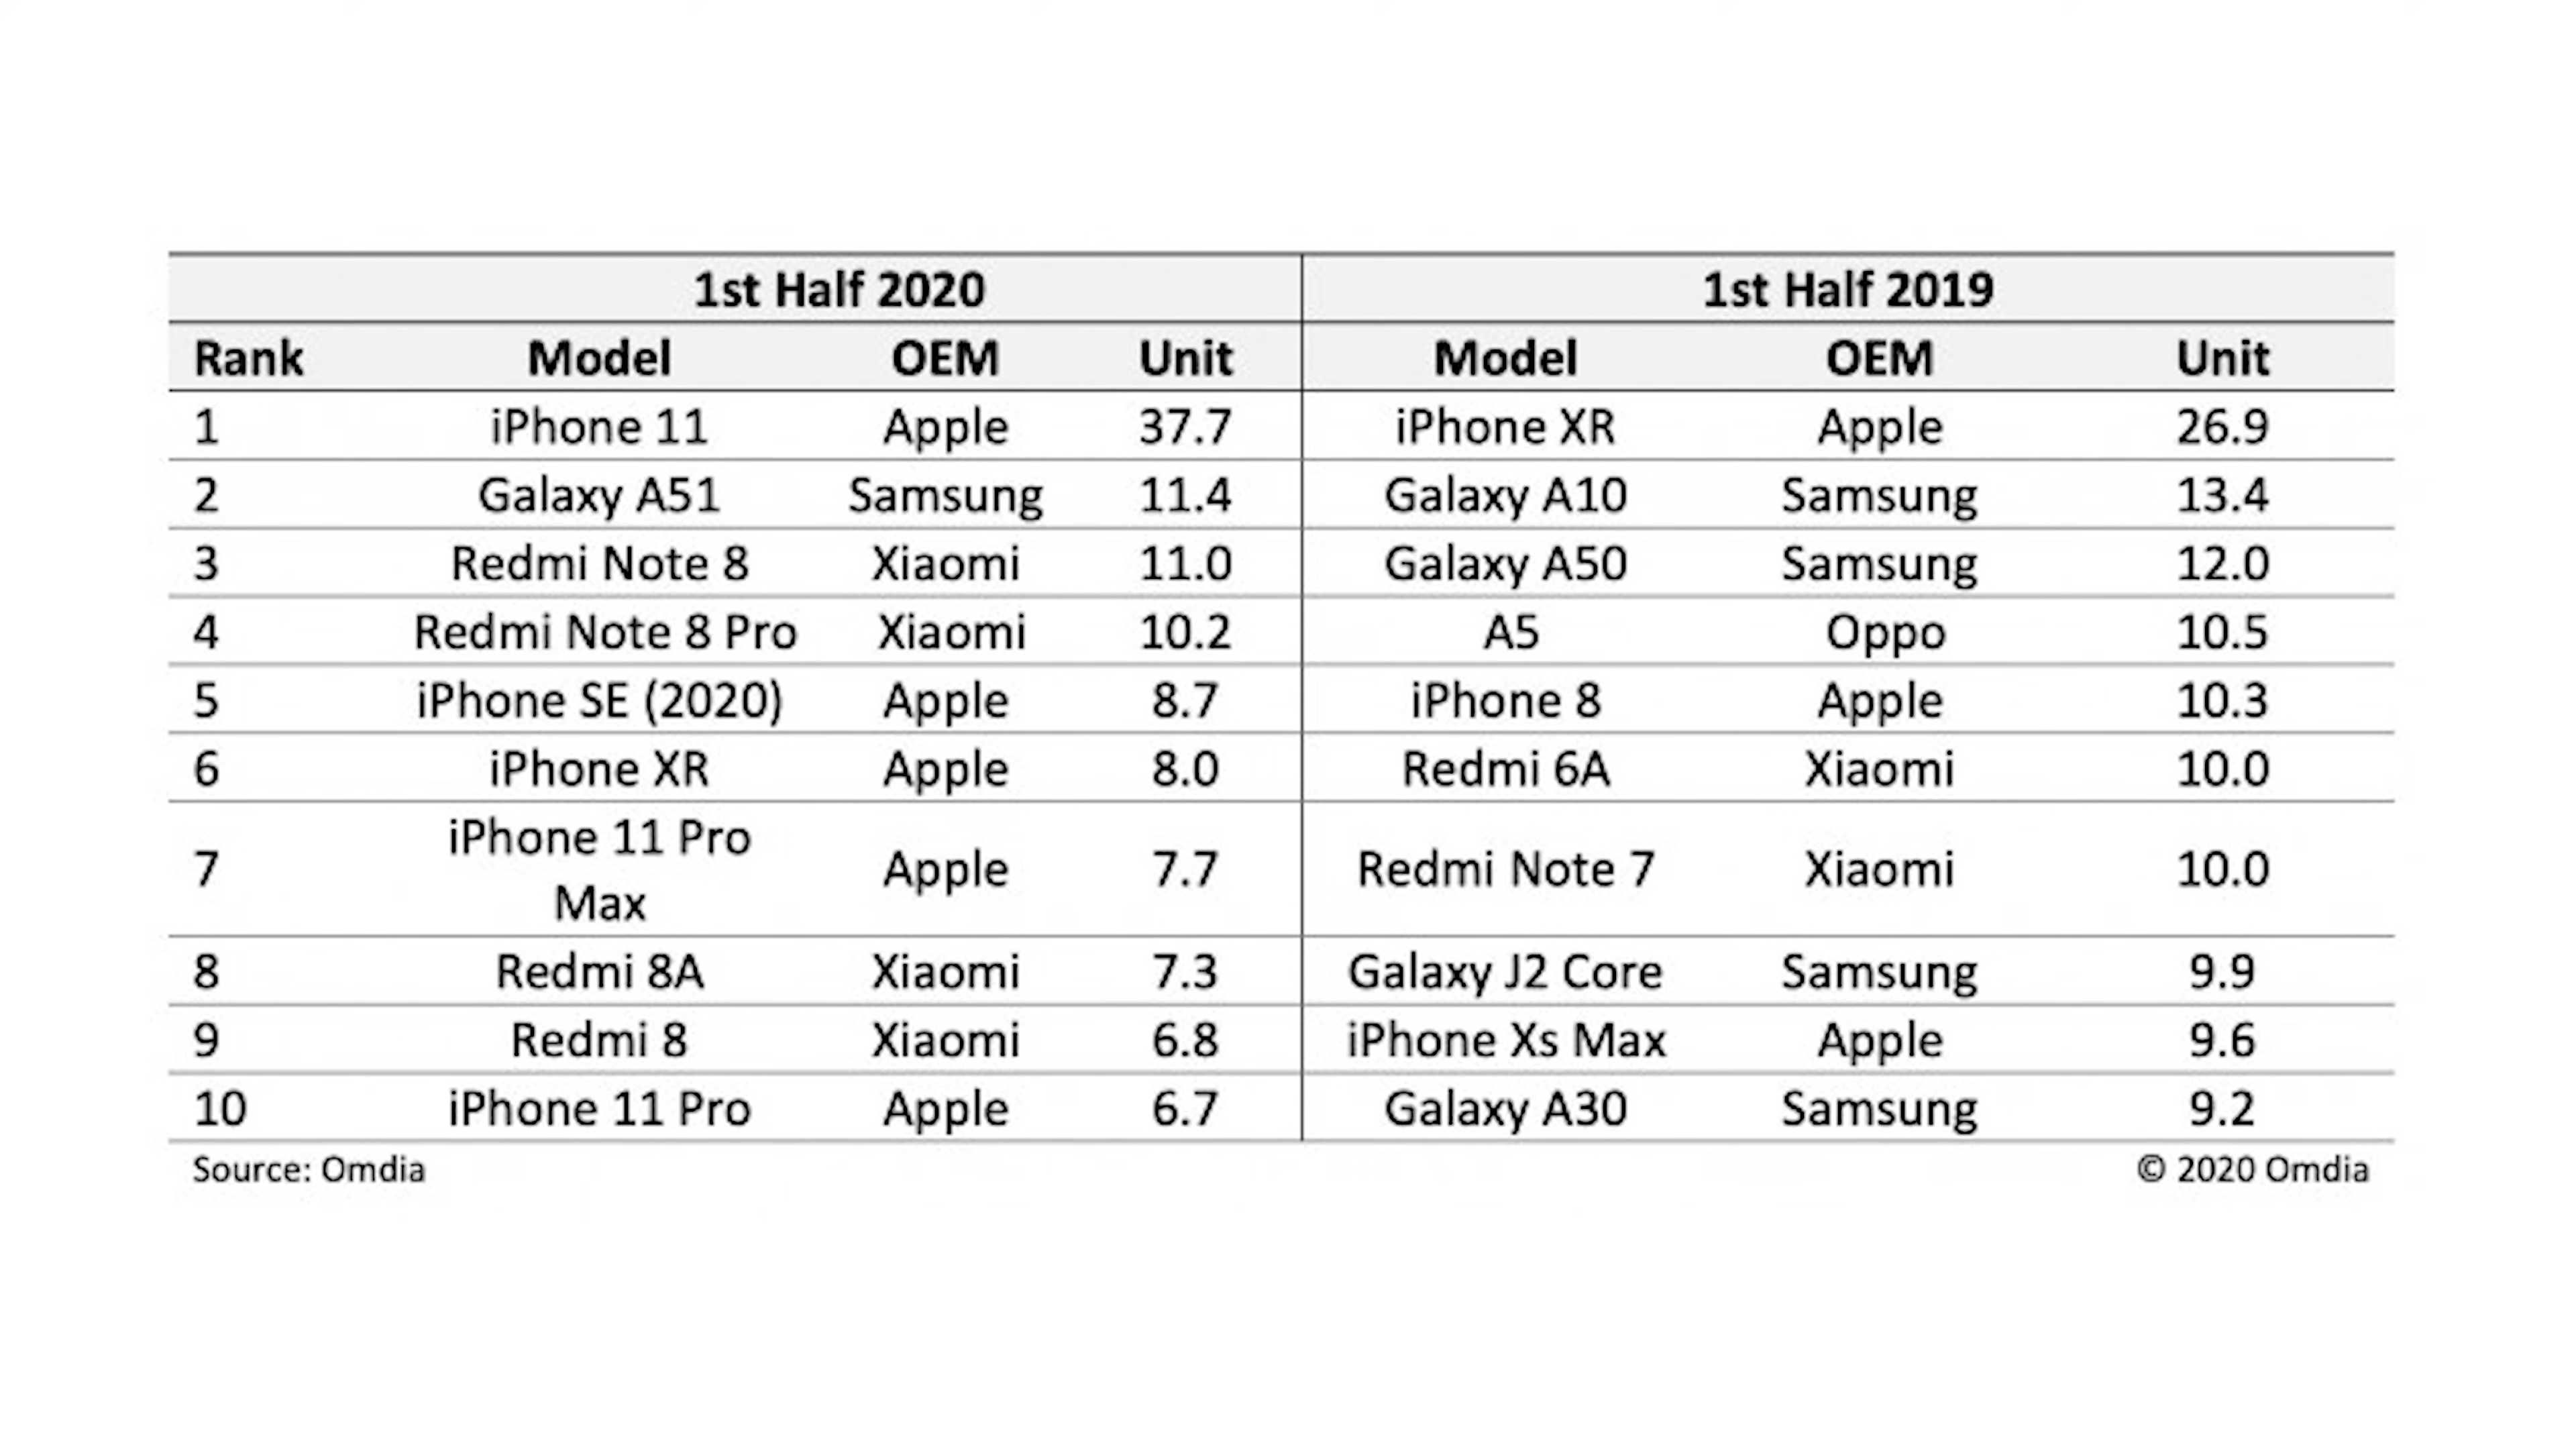 1st Half 2020 1st Half 2019
Rank Model OEM Unit Model OEM Unit
1 iPhone 11 Apple 37.7 iPhone XR Apple 26.9
2 Galaxy A51 Samsung 11.4 Galaxy A10 Samsung 13.4
3 Redmi Note 8 Xiaomi 11.0 Galaxy A50 Samsung 12.0
4 Redmi Note 8 Pro Xiaomi 10.2 A5 Oppo 10.5
5 iPhone SE (2020) Apple 8.7 iPhone 8 Apple 10.3
6 iPhone XR Apple 8.0 Redmi 6A Xiaomi 10.0
7 iPhone 11 Pro Max Apple 7.7 Redmi Note 7 Xiaomi 10.0
8 Redmi 8A Xiaomi 7.3 Galaxy J2 Core Samsung 9.9
9 Redmi 8 Xiaomi 6.8 iPhone Xs Max Apple 9.6
10 iPhone 11 Pro Apple 6.7 Galaxy A30 Samsung 9.2
Source: Omdia © 2020 Omdia